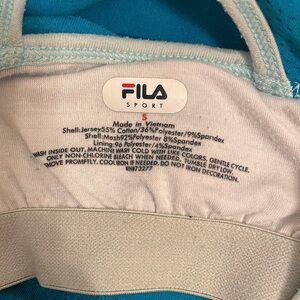 FILA
SPORT
S
Made in Vietnam
Shell:Jersey55% Cotton/36%Polyester/9%Spandex
Shell:Mesh92%Polyester 8%Spandex
Lining:96 Polyester/4%Spandex
WASH INSIDE OUT. MACHINE WASH COLD WITH LIKE COLORS, GENTLE CYCLE.
ONLY NON-CHLORINE BLEACH WHEN NEEDED, TUMBLE DRY LOW.
MOVE PROMPTLY. COOL IRON IF NEEDED. DO NOT IRON DECORATION.